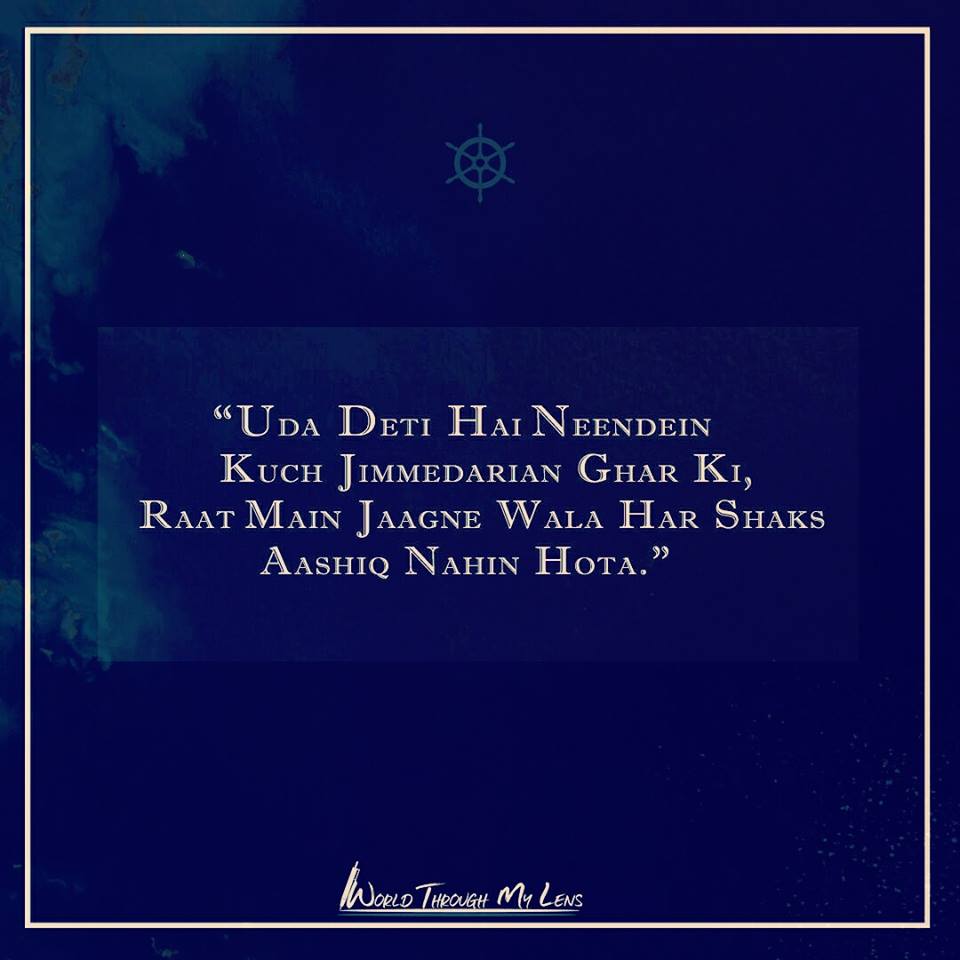 “Uda Deti Hai Neendein
Kuch Jimmedarian Ghar Ki,
Raat Main Jaagne Wala Har Shaks
Aashiq Nahin Hota.”
World Through My Lens